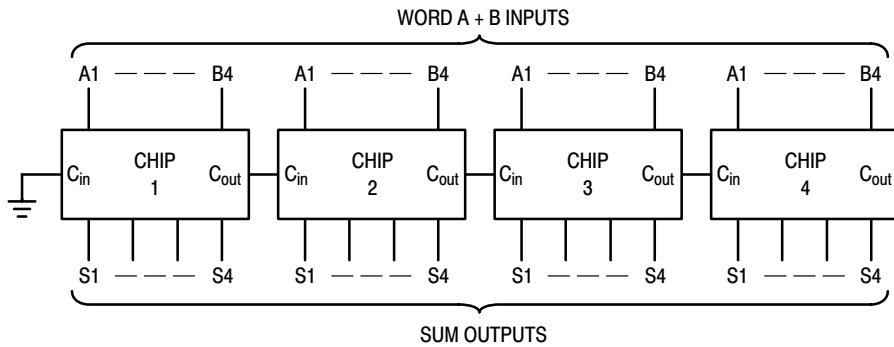 WORD A + B INPUTS
A1 — — — B4 A1 — — — B4 A1 — — — B4 A1 — — — B4
CHIP CHIP CHIP CHIP
Cin Cout Cin Cout Cin Cout Cin
1 2 3 4
S1 — — — S4 S1 — — — S4 S1 — — — S4 S1 — — — S4
SUM OUTPUTS